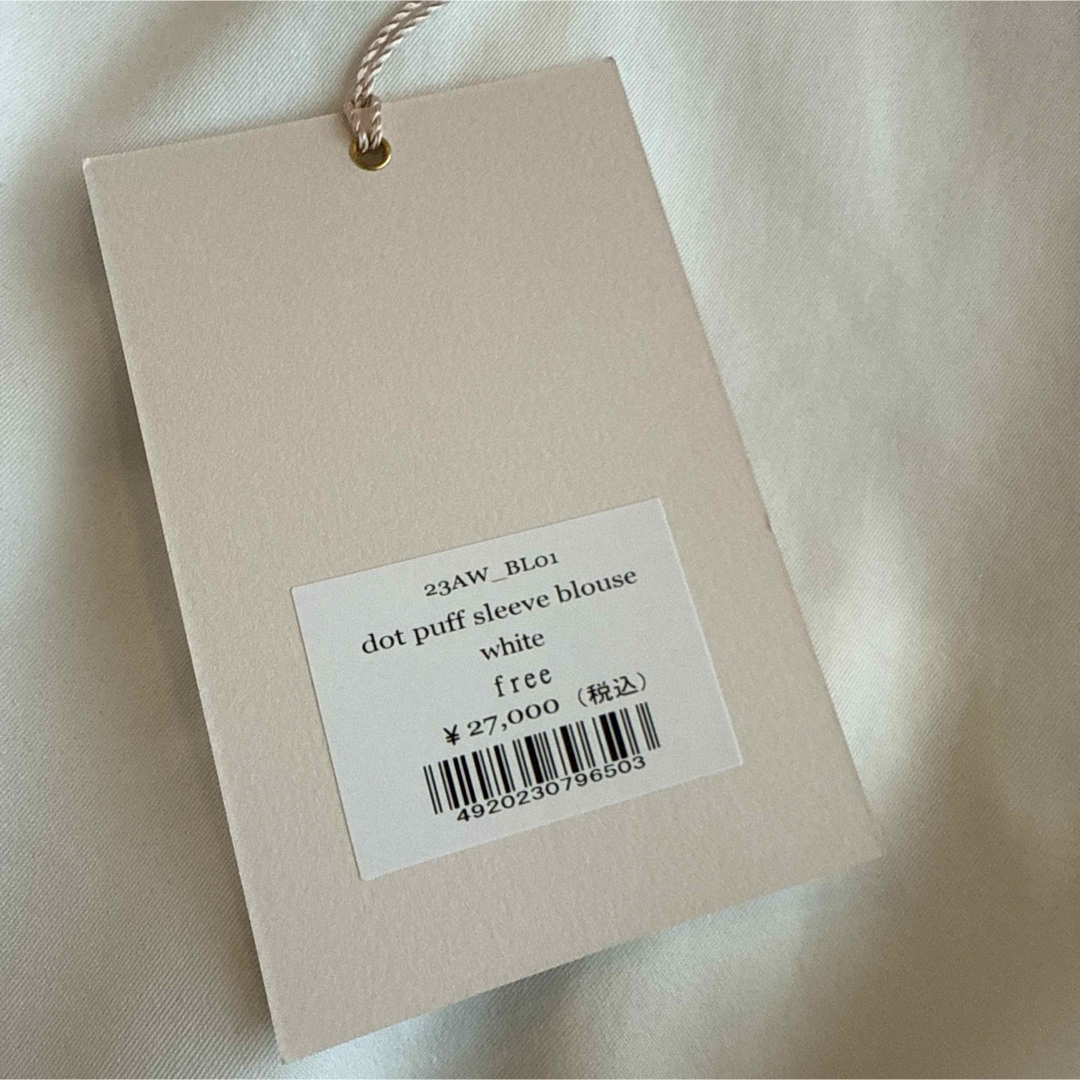 23AW_BL01
dot puff sleeve blouse
white
free
¥27,000（税込）
4920230796503